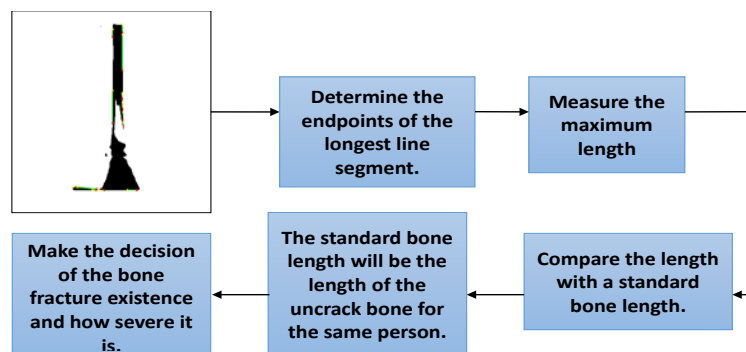 Determine the
endpoints of the
longest line
segment.
Measure the
maximum
length
Compare the length
with a standard
bone length.
The standard bone
length will be the
length of the
uncrack bone for
the same person.
Make the decision
of the bone
fracture existence
and how severe it
is.